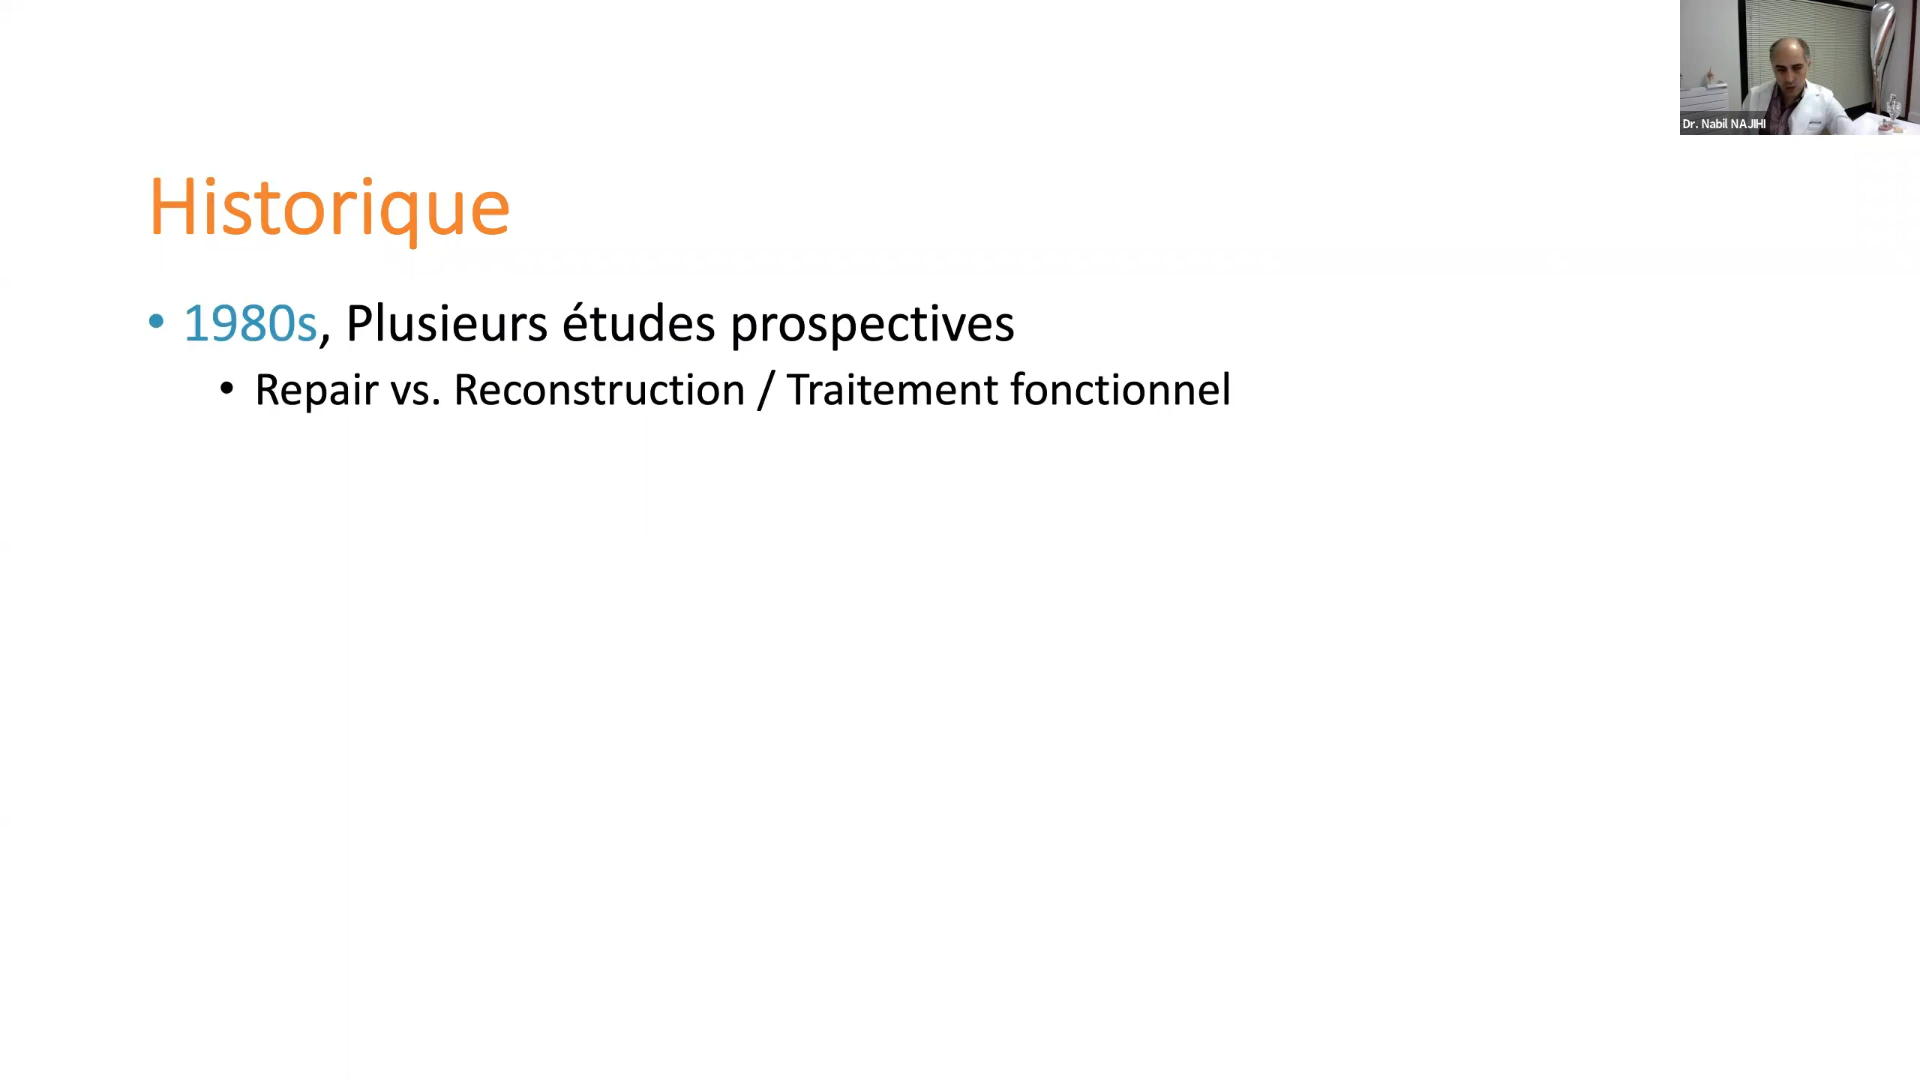 Dr. Nabil NAJIHI
Historique
• 1980s, Plusieurs études prospectives
• Repair vs. Reconstruction / Traitement fonctionnel